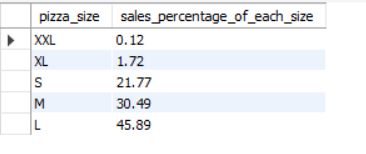 pizza_size sales_percentage_of_each_size
XXL 0.12
XL 1.72
S 21.77
M 30.49
L 45.89